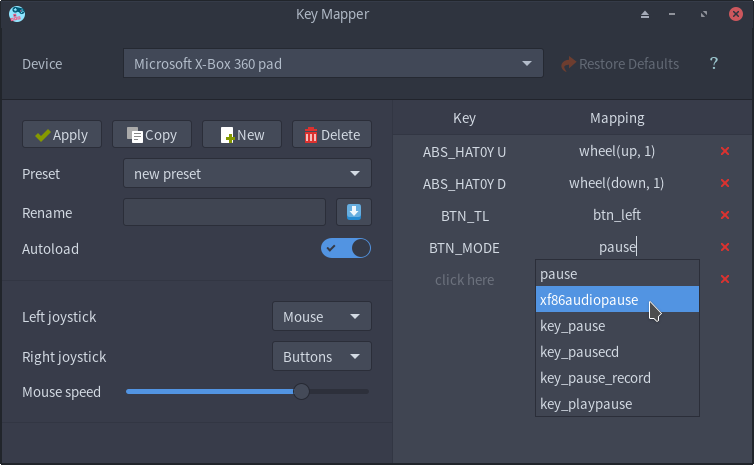 Key Mapper
Device
Microsoft X-Box 360 pad
Restore Defaults
?
Apply
Copy
New
Delete
Preset
new preset
Rename
Autoload
Left joystick
Mouse
Right joystick
Buttons
Mouse speed
Key Mapping
ABS_HAT0Y U wheel(up, 1)
ABS_HAT0Y D wheel(down, 1)
BTN_TL btn_left
BTN_MODE pause
click here
pause
xf86audiopause
key_pause
key_pausecd
key_pause_record
key_playpause